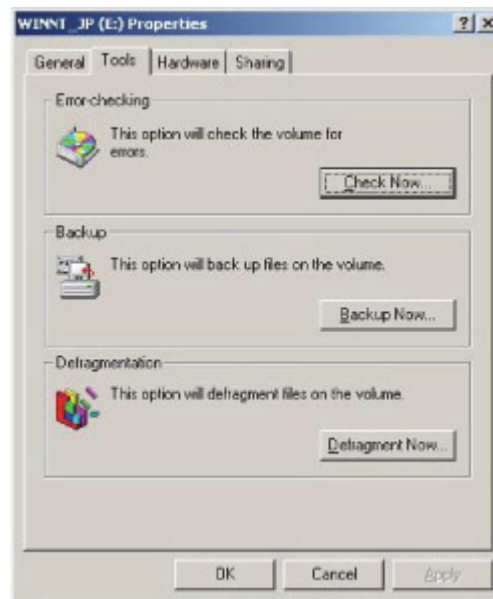 WINNT_JP (E:) Properties
General Tools Hardware Sharing
Error-checking
This option will check the volume for
errors.
Check Now...
Backup
This option will back up files on the volume.
Backup Now...
Defragmentation
This option will defragment files on the volume.
Defragment Now...
OK Cancel Apply